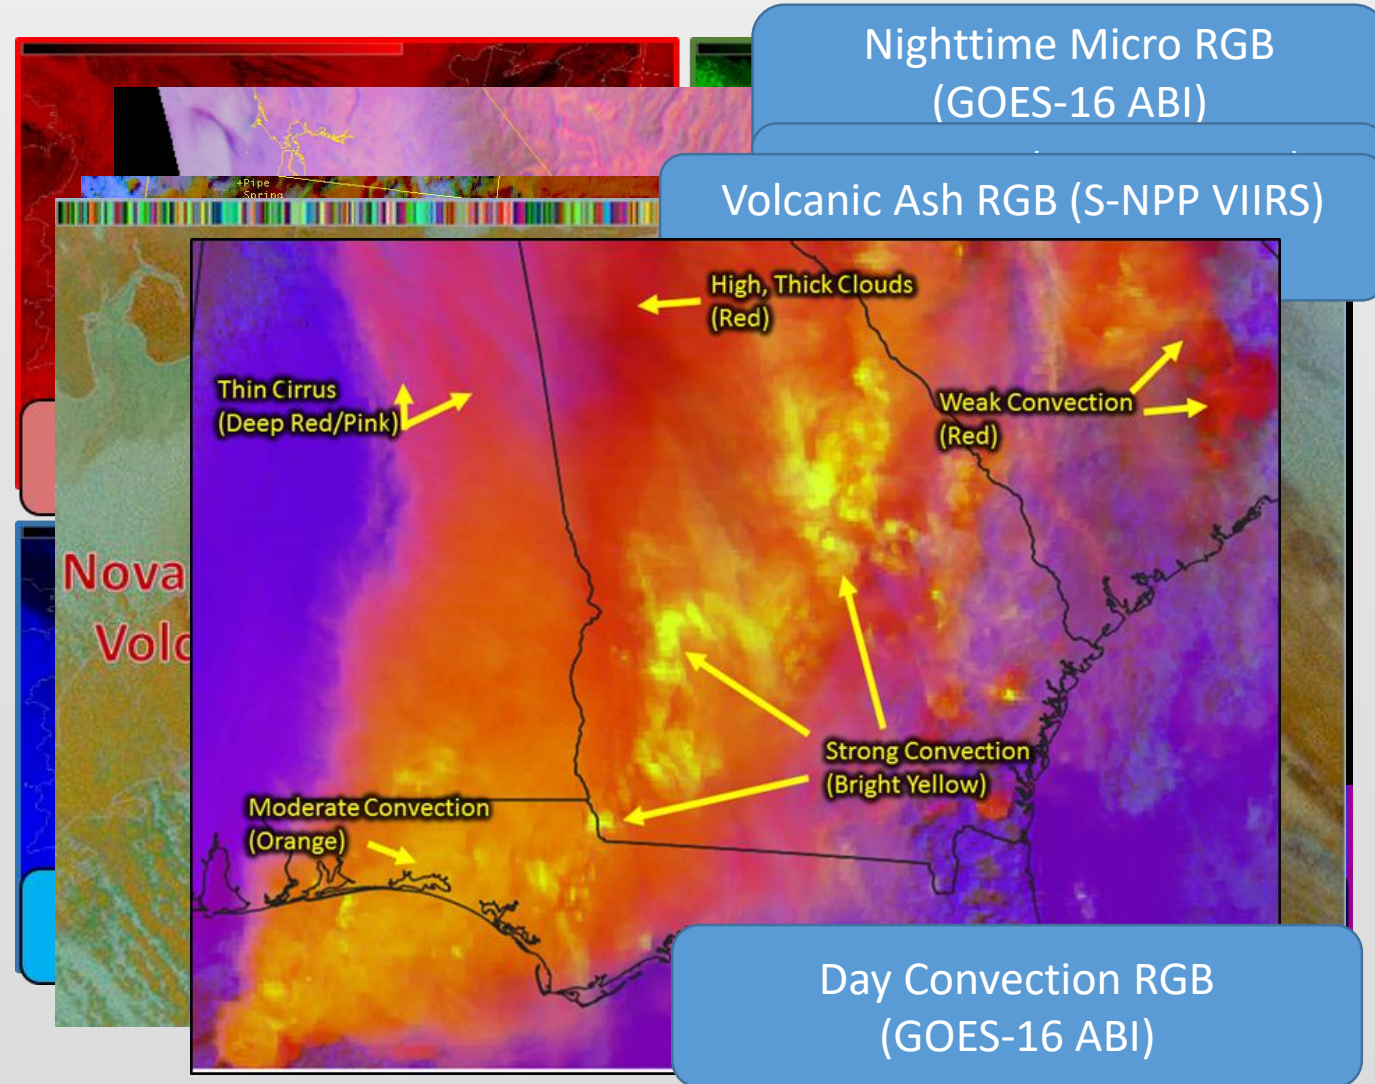 Nighttime Micro RGB
(GOES-16 ABI)
Volcanic Ash RGB (S-NPP VIIRS)
+Pipe
Spring
High, Thick Clouds
(Red)
Thin Cirrus
(Deep Red/Pink)
Weak Convection
(Red)
Nova
Volc
Strong Convection
(Bright Yellow)
Moderate Convection
(Orange)
Day Convection RGB
(GOES-16 ABI)